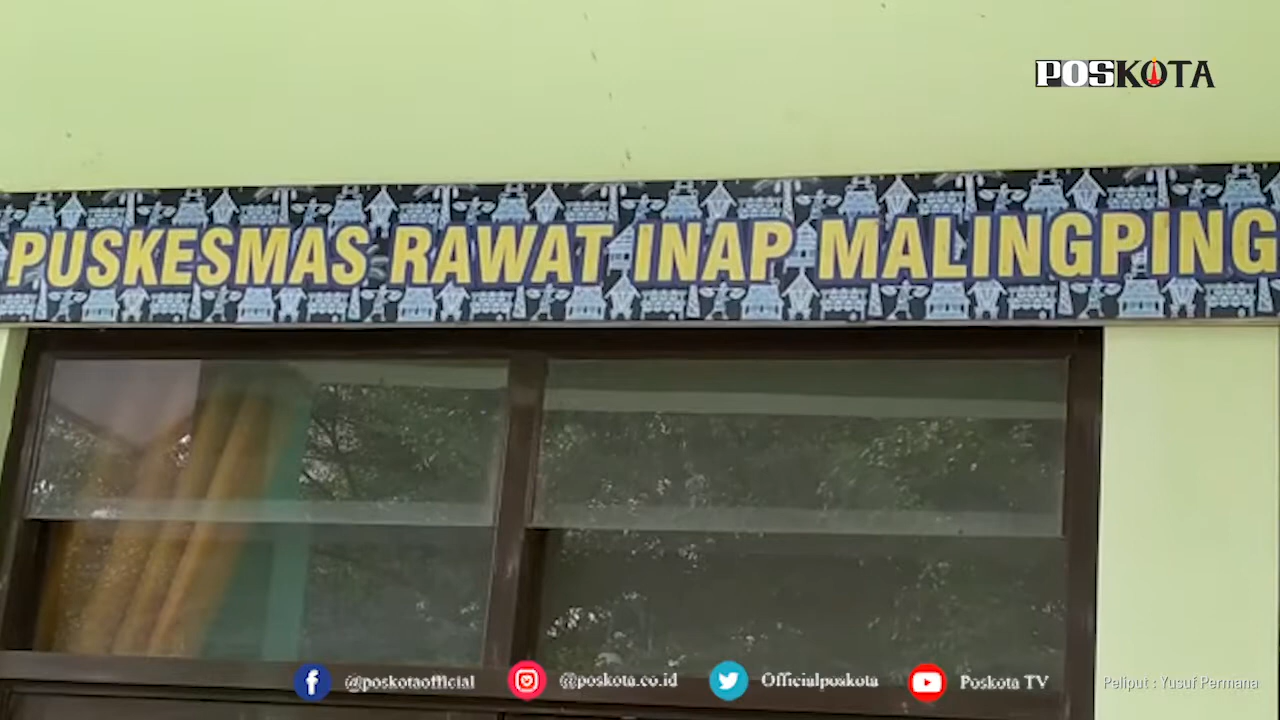 POSKOTA
PUSKESMAS RAWAT INAP MALINGPING
@poskotaofficial
@poskota.co.id
Officialposkota
Poskota TV
Peliput : Yusuf Permana